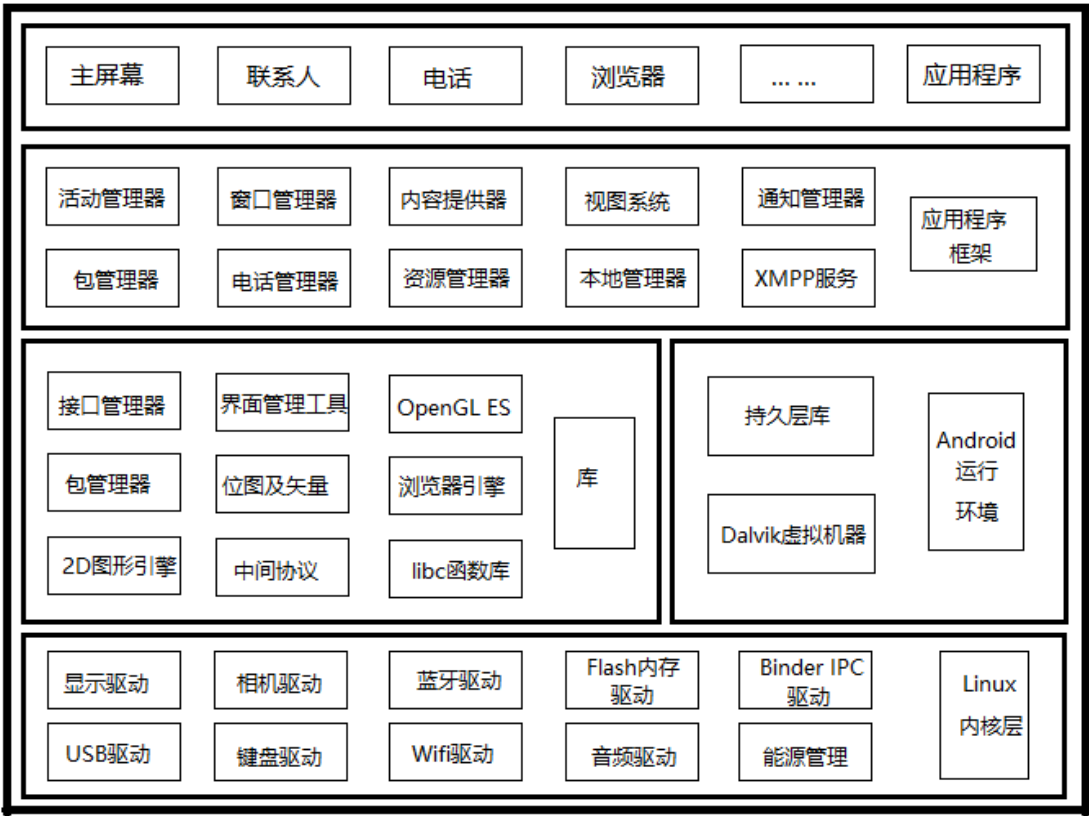 主屏幕
联系人
电话
浏览器
... ...
应用程序
活动管理器
窗口管理器
内容提供器
视图系统
通知管理器
应用程序
框架
包管理器
电话管理器
资源管理器
本地管理器
XMPP服务
接口管理器
界面管理工具
OpenGL ES
库
包管理器
位图及矢量
浏览器引擎
2D图形引擎
中间协议
libc函数库
持久层库
Dalvik虚拟机器
Android
运行
环境
显示驱动
相机驱动
蓝牙驱动
Flash内存
驱动
Binder IPC
驱动
Linux
内核层
USB驱动
键盘驱动
Wifi驱动
音频驱动
能源管理